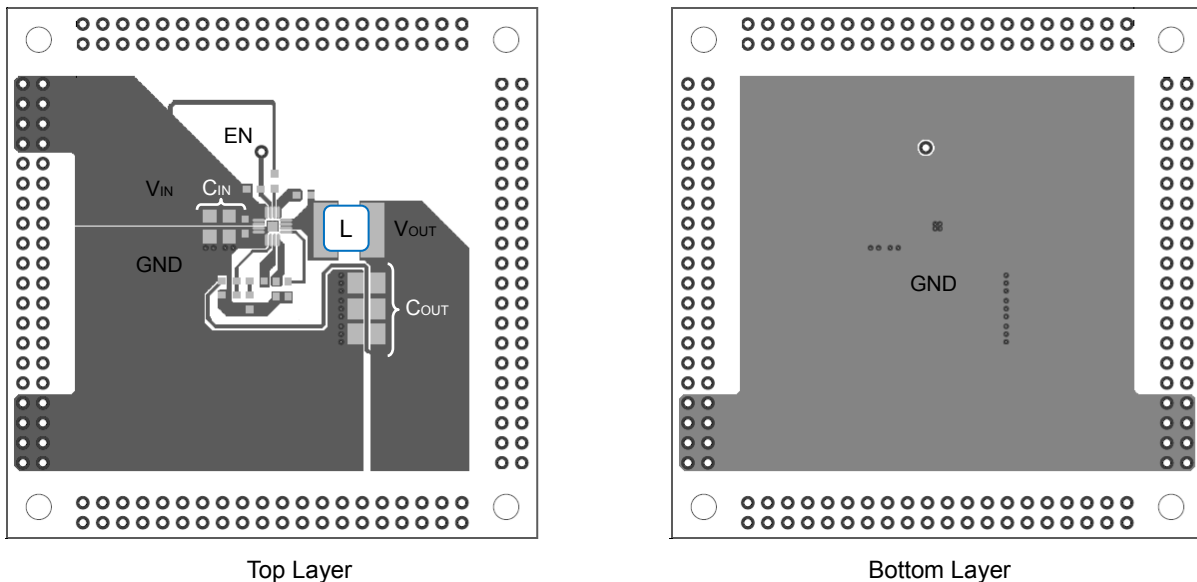 EN
VIN
CIN
L
VOUT
GND
COUT
GND
Top Layer
Bottom Layer